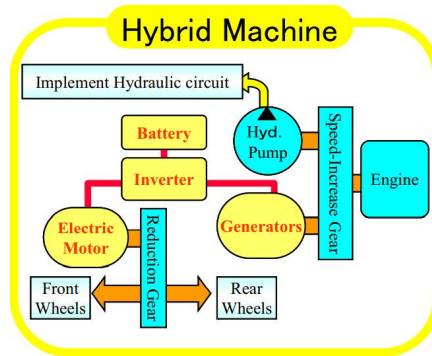 Hybrid Machine
Implement Hydraulic circuit
Battery
Hyd.
Pump
Speed-Increase Gear
Engine
Inverter
Electric
Motor
Reduction Gear
Generators
Front
Wheels
Rear
Wheels